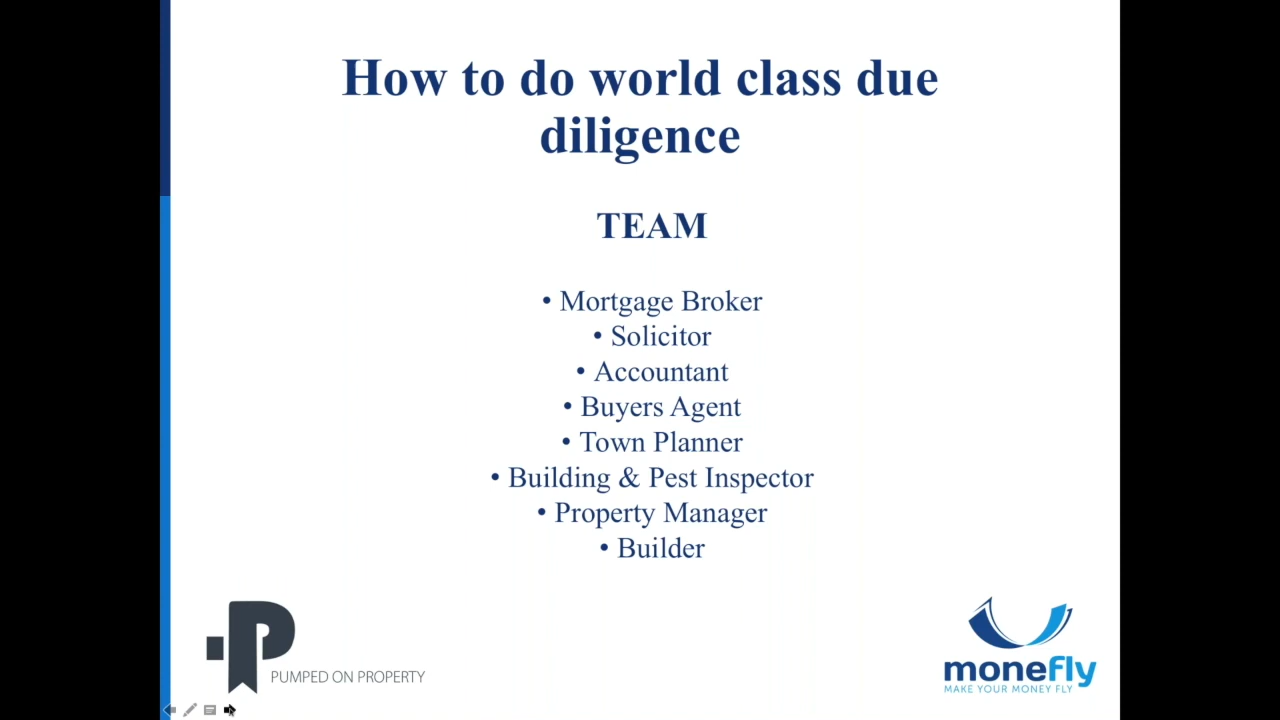 How to do world class due
diligence
TEAM
• Mortgage Broker
• Solicitor
• Accountant
• Buyers Agent
• Town Planner
• Building & Pest Inspector
• Property Manager
• Builder
P
PUMPED ON PROPERTY
monefly
MAKE YOUR MONEY FLY